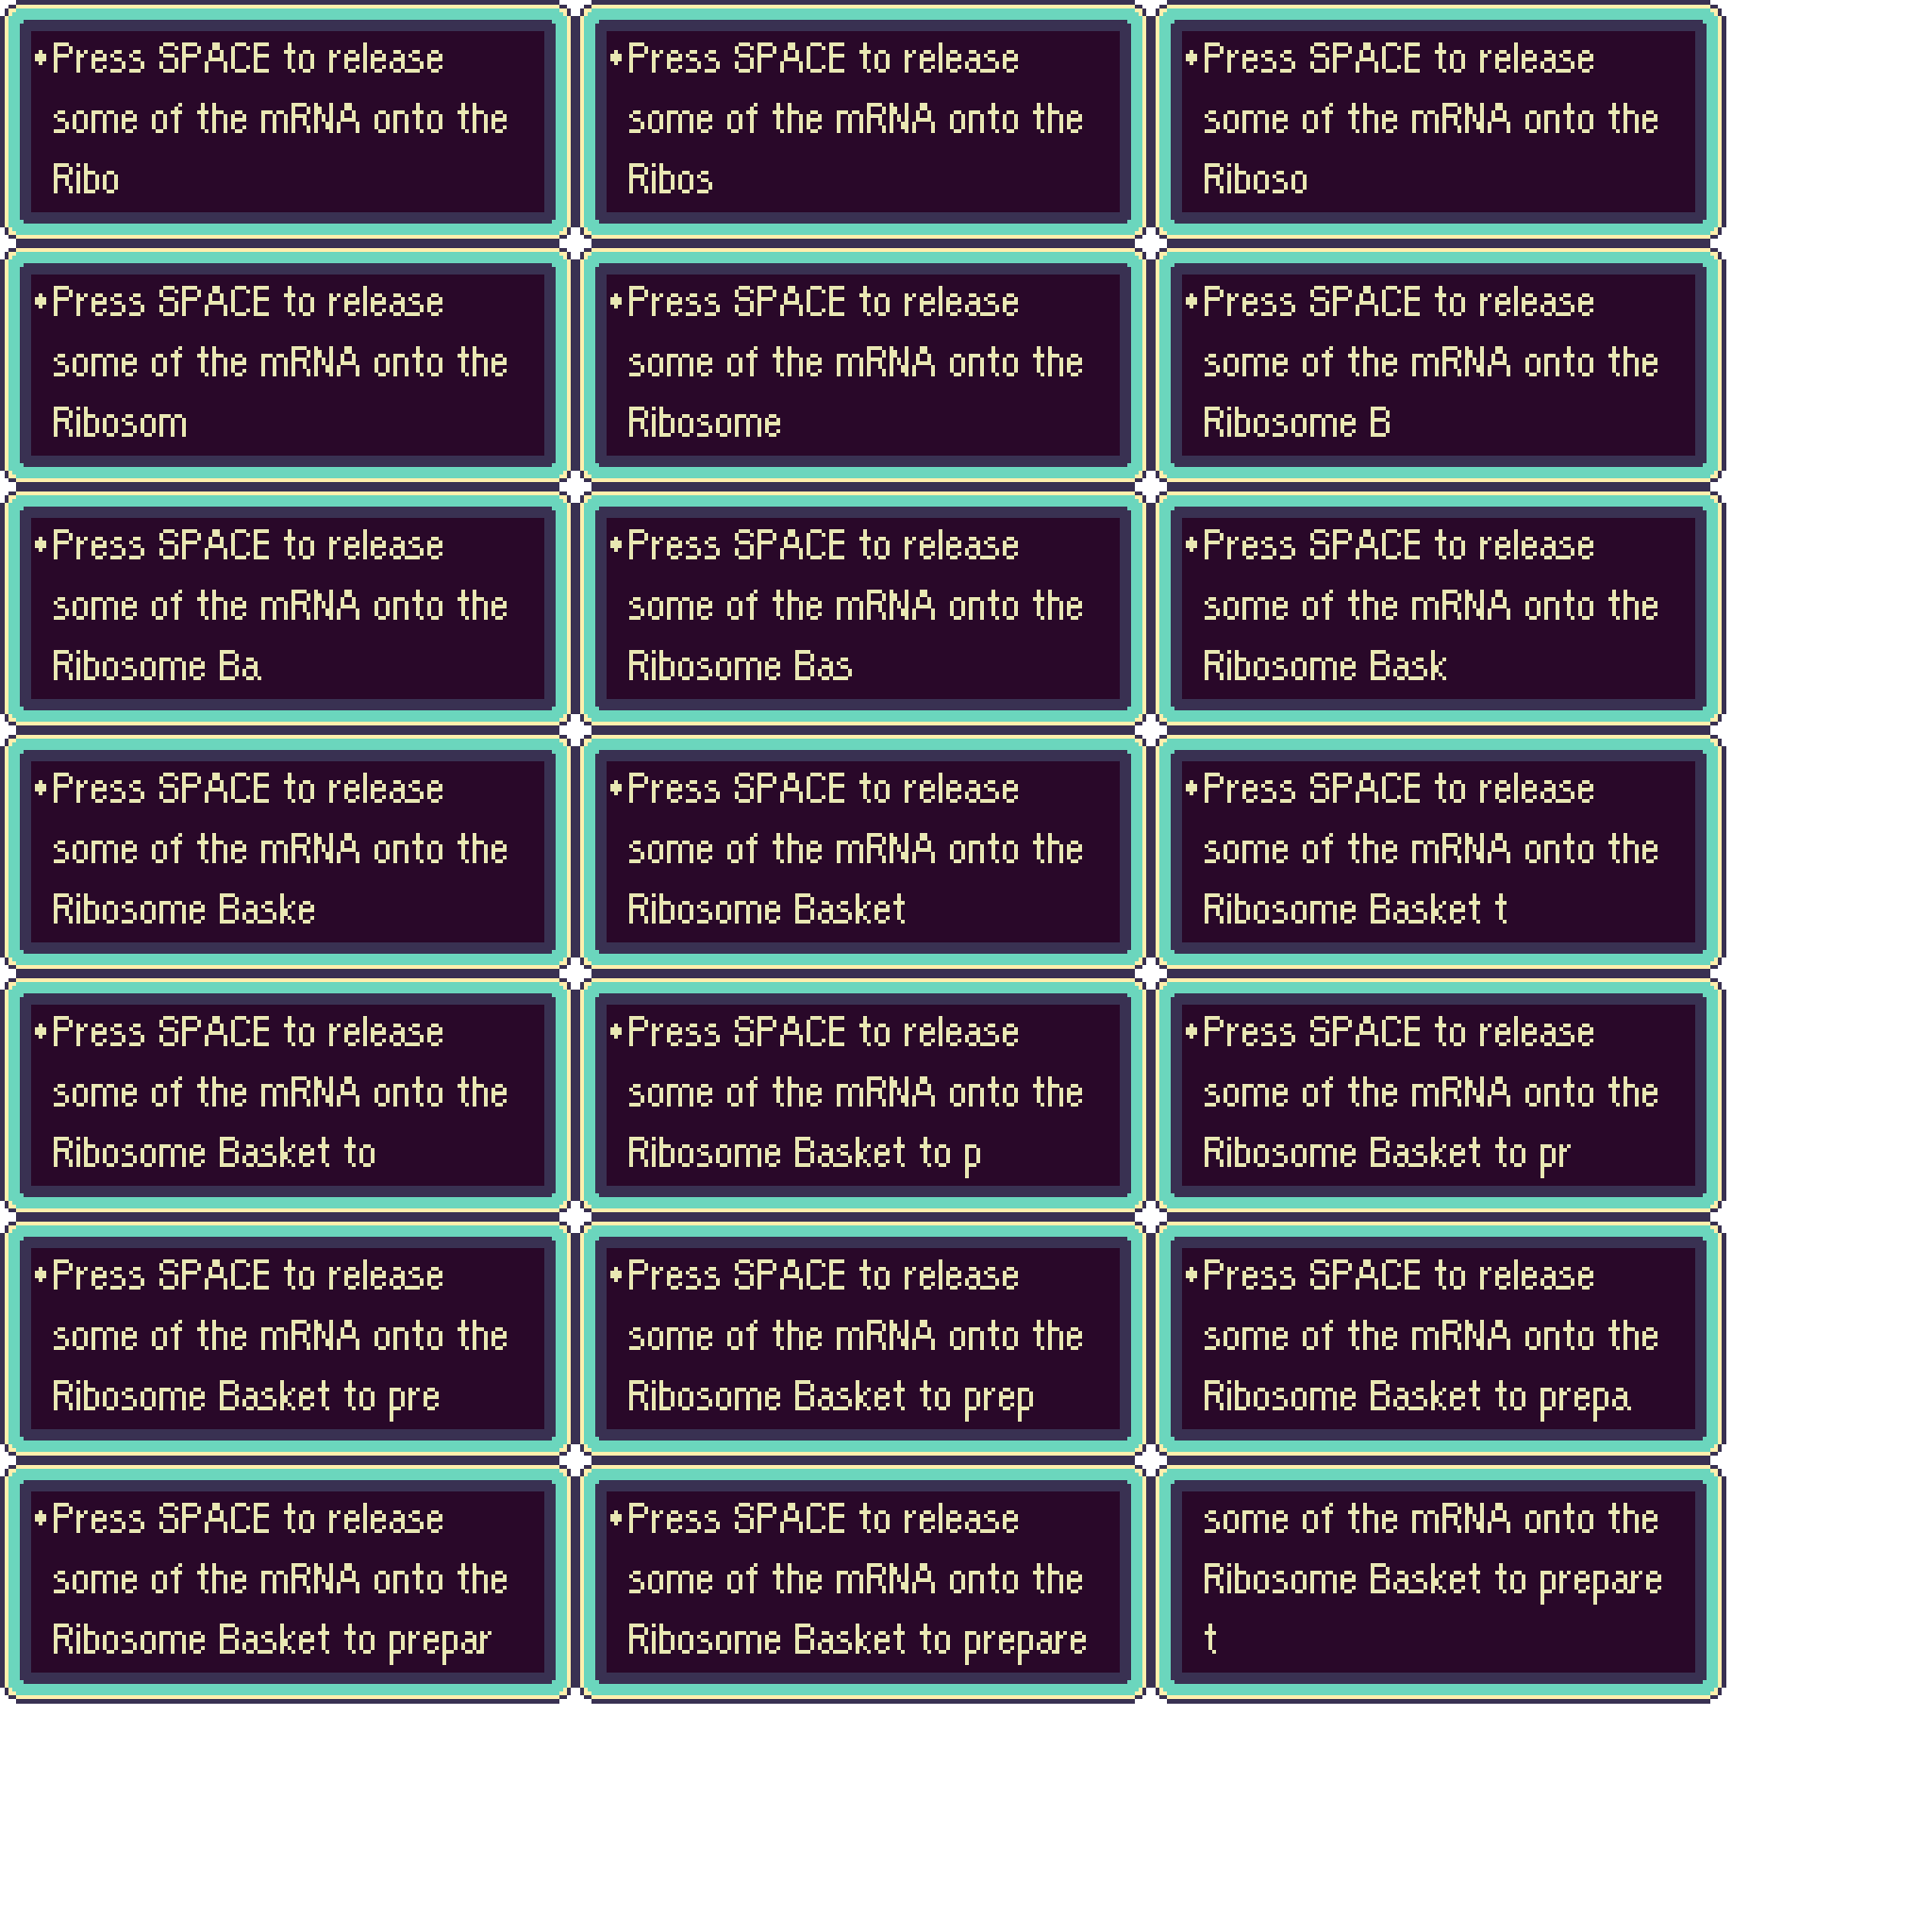 Press SPACE to release
some of the mRNA onto the
Ribo
Press SPACE to release
some of the mRNA onto the
Ribos
Press SPACE to release
some of the mRNA onto the
Riboso
Press SPACE to release
some of the mRNA onto the
Ribosom
Press SPACE to release
some of the mRNA onto the
Ribosome
Press SPACE to release
some of the mRNA onto the
Ribosome B
Press SPACE to release
some of the mRNA onto the
Ribosome Ba
Press SPACE to release
some of the mRNA onto the
Ribosome Bas
Press SPACE to release
some of the mRNA onto the
Ribosome Bask
Press SPACE to release
some of the mRNA onto the
Ribosome Baske
Press SPACE to release
some of the mRNA onto the
Ribosome Basket
Press SPACE to release
some of the mRNA onto the
Ribosome Basket t
Press SPACE to release
some of the mRNA onto the
Ribosome Basket to
Press SPACE to release
some of the mRNA onto the
Ribosome Basket to p
Press SPACE to release
some of the mRNA onto the
Ribosome Basket to pr
Press SPACE to release
some of the mRNA onto the
Ribosome Basket to pre
Press SPACE to release
some of the mRNA onto the
Ribosome Basket to prep
Press SPACE to release
some of the mRNA onto the
Ribosome Basket to prepa
Press SPACE to release
some of the mRNA onto the
Ribosome Basket to prepar
Press SPACE to release
some of the mRNA onto the
Ribosome Basket to prepare
some of the mRNA onto the
Ribosome Basket to prepare
t